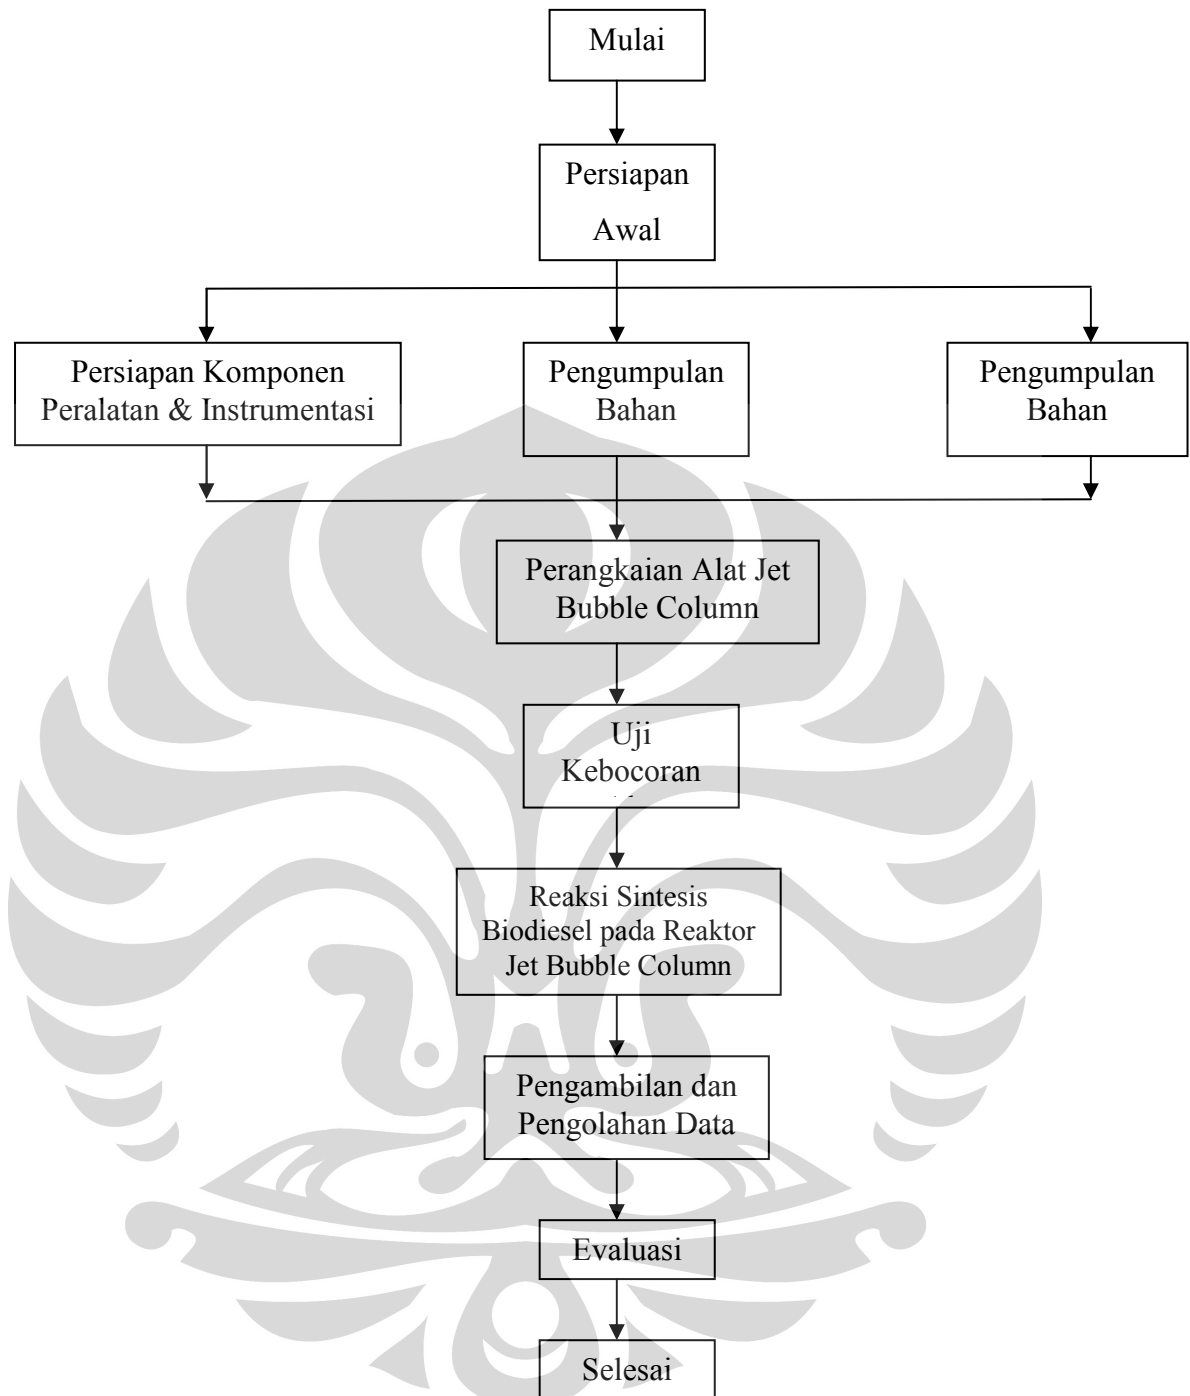 Mulai
Persiapan
Awal
Persiapan Komponen
Peralatan & Instrumentasi
Pengumpulan
Bahan
Pengumpulan
Bahan
Perangkaian Alat Jet
Bubble Column
Uji
Kebocoran
Reaksi Sintesis
Biodiesel pada Reaktor
Jet Bubble Column
Pengambilan dan
Pengolahan Data
Evaluasi
Selesai